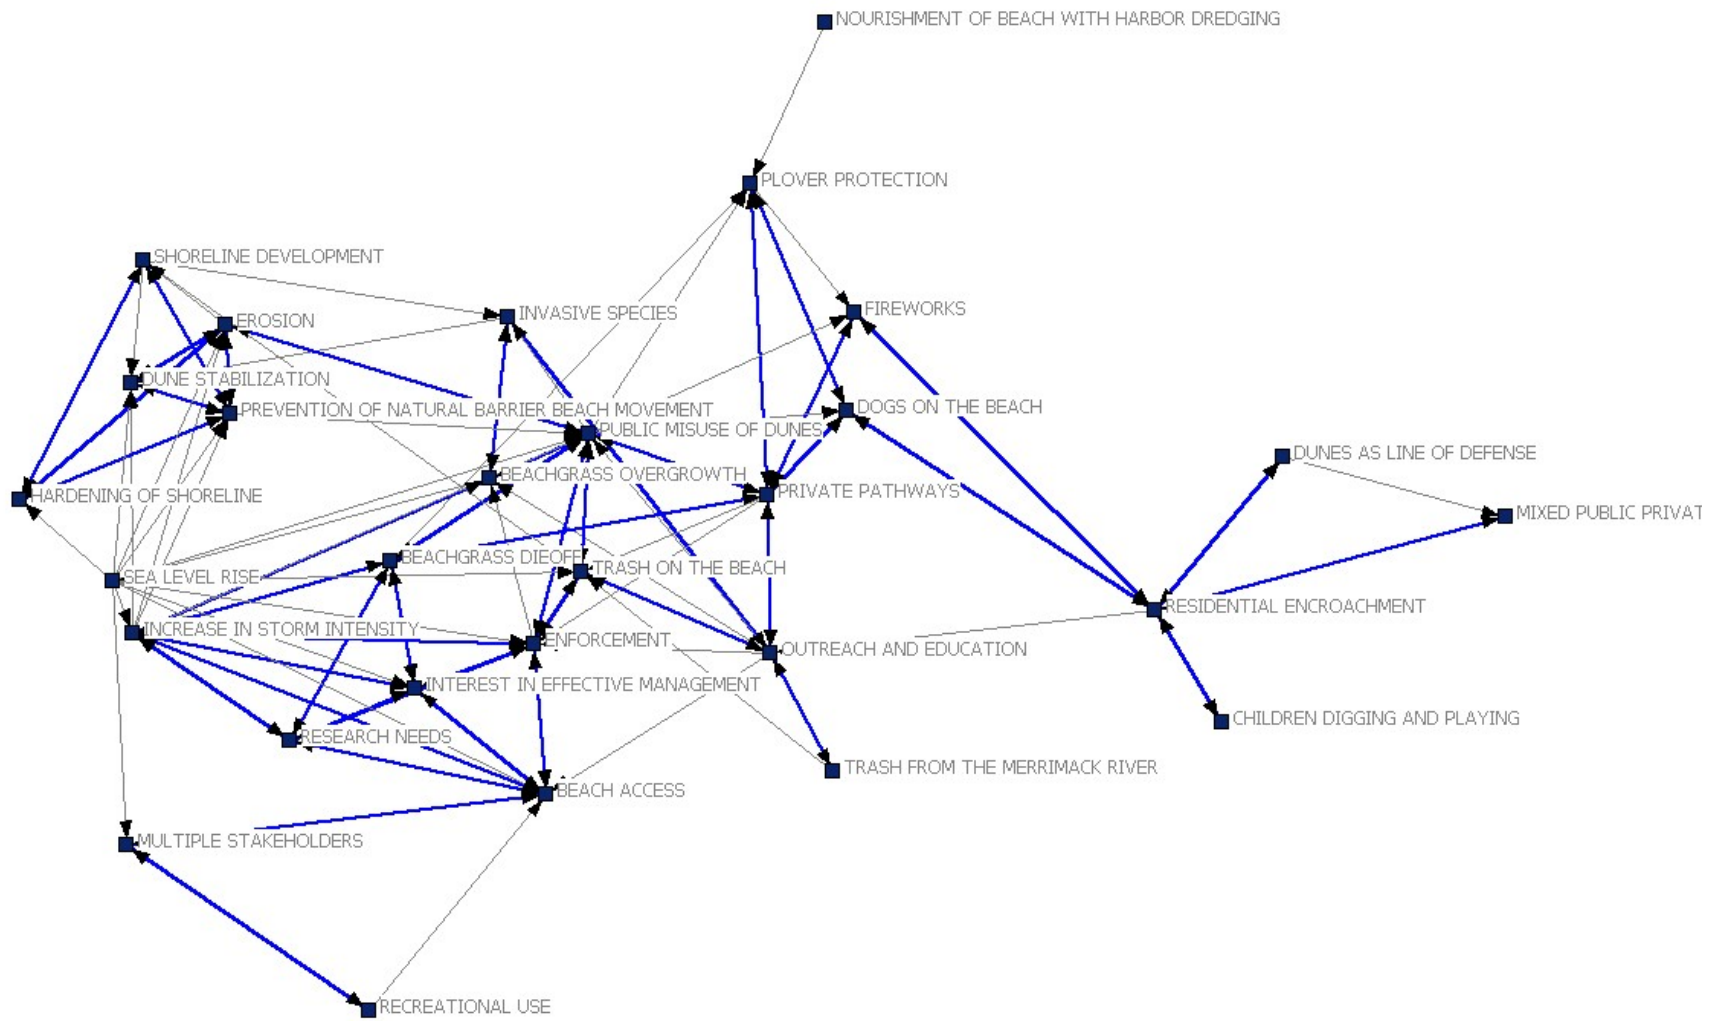 NOURISHMENT OF BEACH WITH HARBOR DREDGING
PLOVER PROTECTION
SHORELINE DEVELOPMENT
FIREWORKS
INVASIVE SPECIES
EROSION
DUNE STABILIZATION
DOGS ON THE BEACH
PREVENTION OF NATURAL BARRIER BEACH MOVEMENT
PUBLIC MISUSE OF DUNES
DUNES AS LINE OF DEFENSE
BEACHGRASS OVERGROWTH
PRIVATE PATHWAYS
HARDENING OF SHORELINE
MIXED PUBLIC PRIVAT
BEACHGRASS DIEOFF
TRASH ON THE BEACH
SEA LEVEL RISE
RESIDENTIAL ENCROACHMENT
INCREASE IN STORM INTENSITY
ENFORCEMENT
OUTREACH AND EDUCATION
INTEREST IN EFFECTIVE MANAGEMENT
CHILDREN DIGGING AND PLAYING
RESEARCH NEEDS
TRASH FROM THE MERRIMACK RIVER
BEACH ACCESS
MULTIPLE STAKEHOLDERS
RECREATIONAL USE